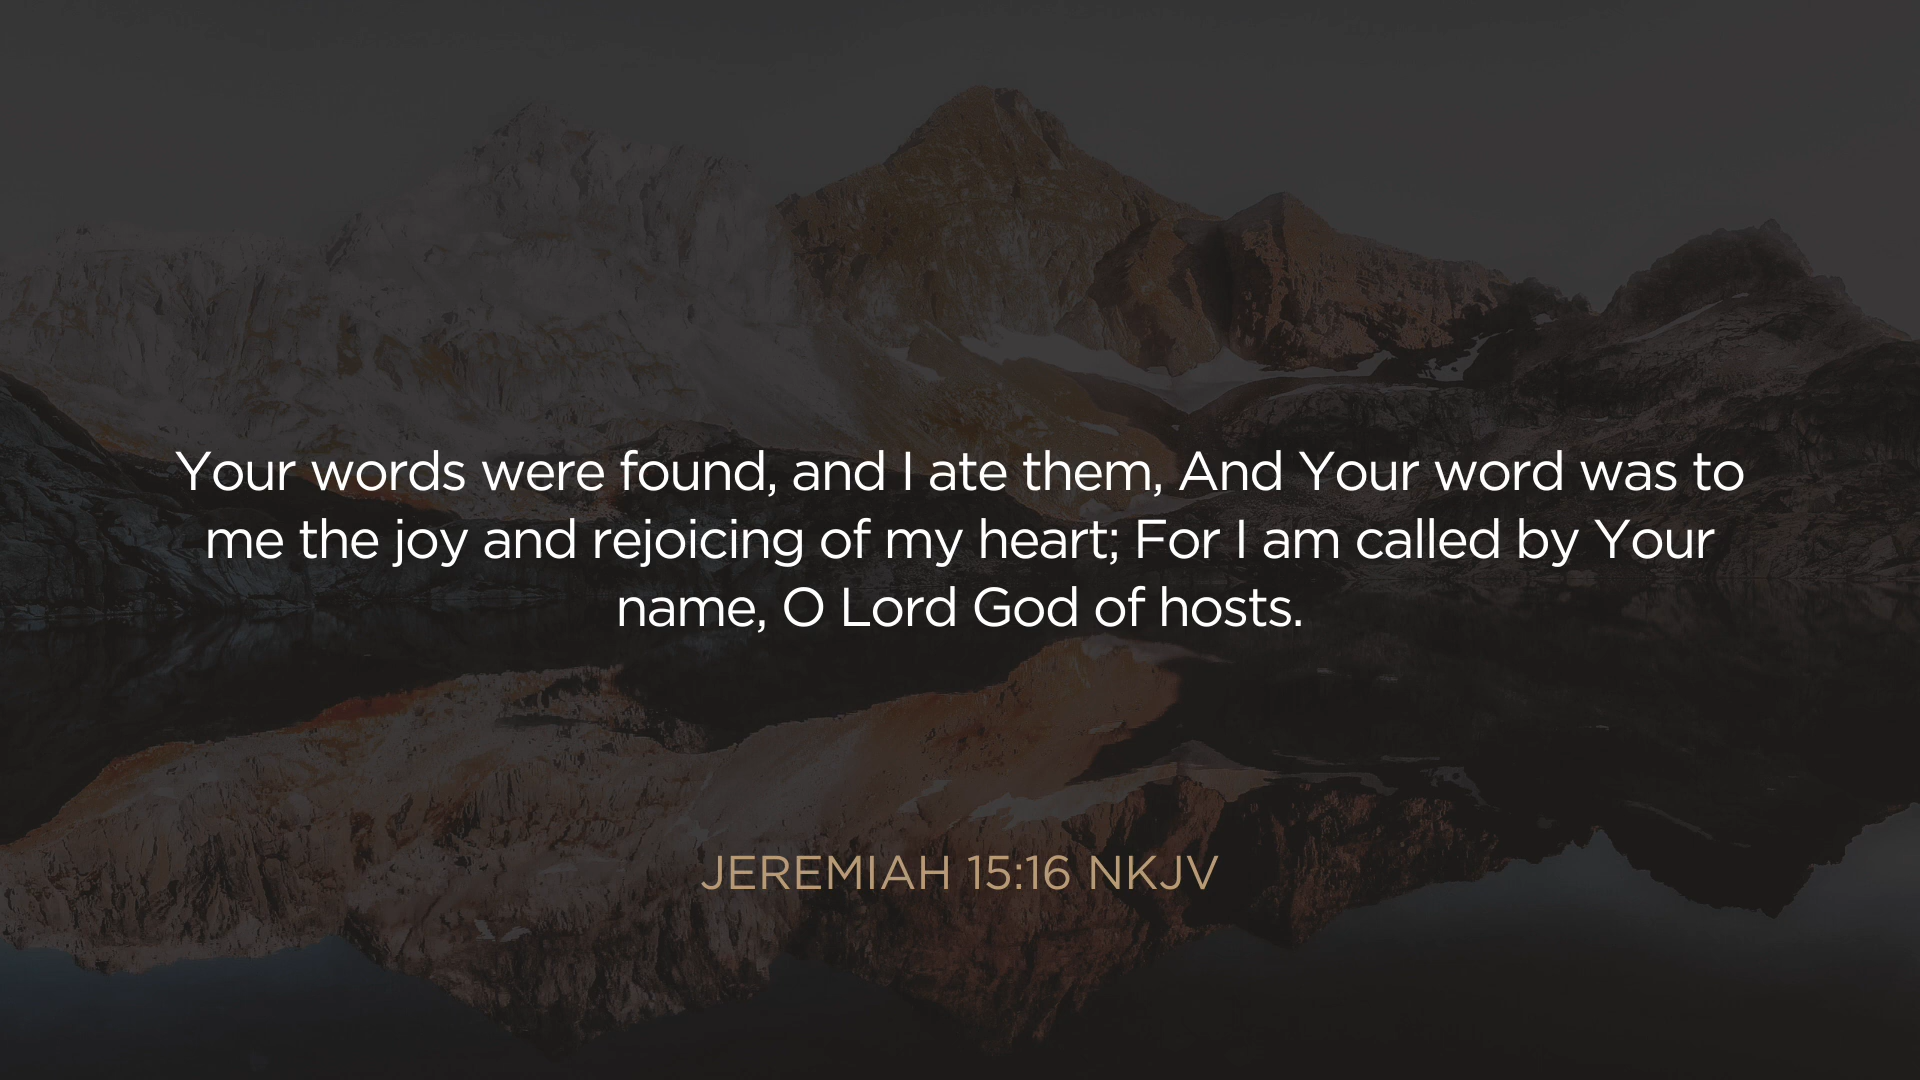 Your words were found, and I ate them, And Your word was to
me the joy and rejoicing of my heart; For I am called by Your
name, O Lord God of hosts.
JEREMIAH 15:16 NKJV